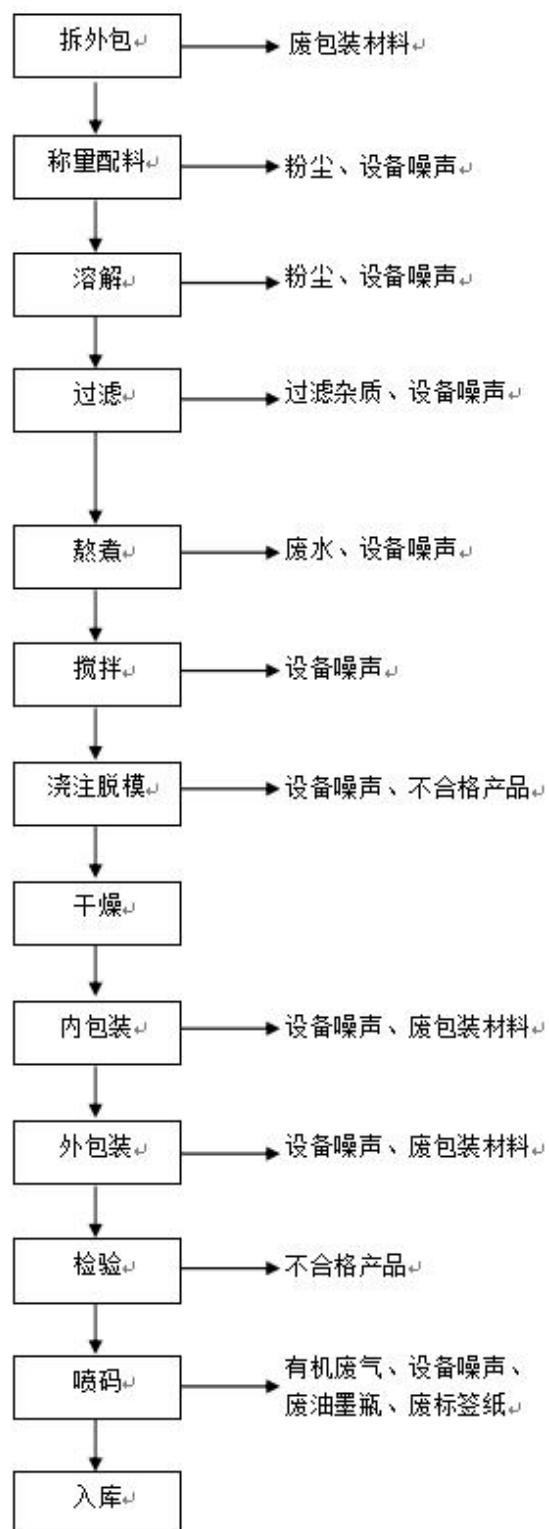 拆外包
废包装材料
称量配料
粉尘、设备噪声
溶解
粉尘、设备噪声
过滤
过滤杂质、设备噪声
熬煮
废水、设备噪声
搅拌
设备噪声
浇注脱模
设备噪声、不合格产品
干燥
内包装
设备噪声、废包装材料
外包装
设备噪声、废包装材料
检验
不合格产品
喷码
有机废气、设备噪声、
废油墨瓶、废标签纸
入库